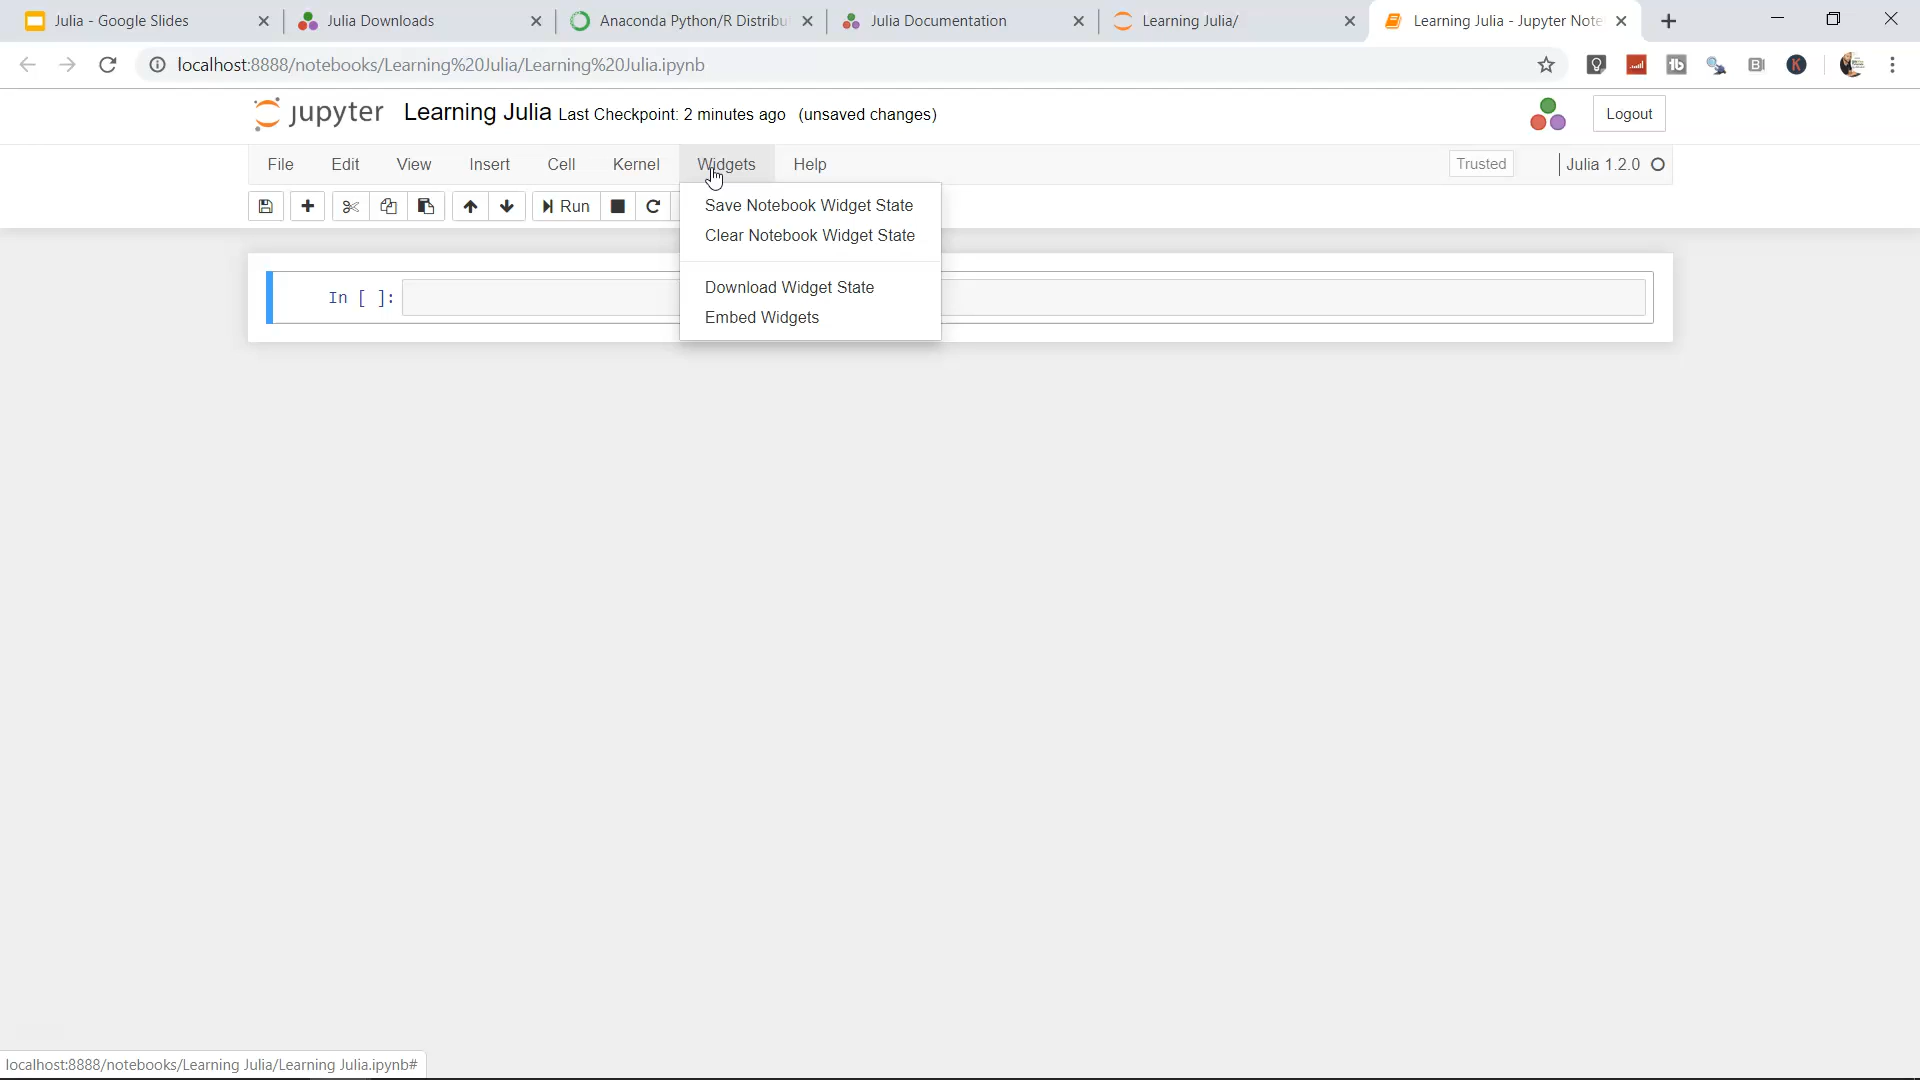 Julia - Google Slides
Julia Downloads
Anaconda Python/R Distribu
Julia Documentation
Learning Julia/
Learning Julia - Jupyter Note
localhost:8888/notebooks/Learning%20Julia/Learning%20Julia.ipynb
jupyter Learning Julia Last Checkpoint: 2 minutes ago (unsaved changes)
Logout
File Edit View Insert Cell Kernel Widgets Help
Trusted
Julia 1.2.0
Run
Save Notebook Widget State
Clear Notebook Widget State
Download Widget State
Embed Widgets
In [ ]:
localhost:8888/notebooks/Learning Julia/Learning Julia.ipynb#